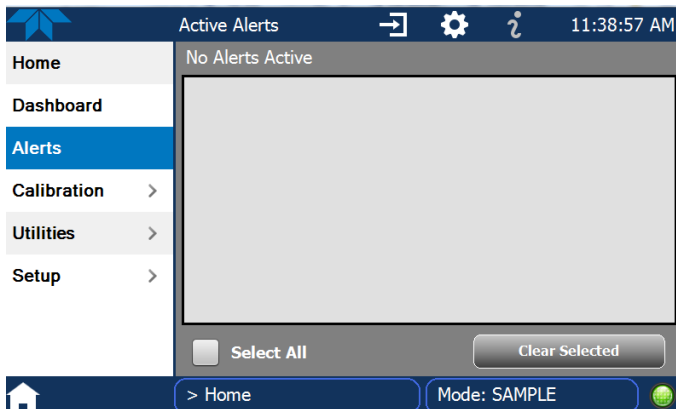 Active Alerts
11:38:57 AM
Home
Dashboard
Alerts
Calibration >
Utilities >
Setup >
No Alerts Active
Select All
Clear Selected
> Home
Mode: SAMPLE